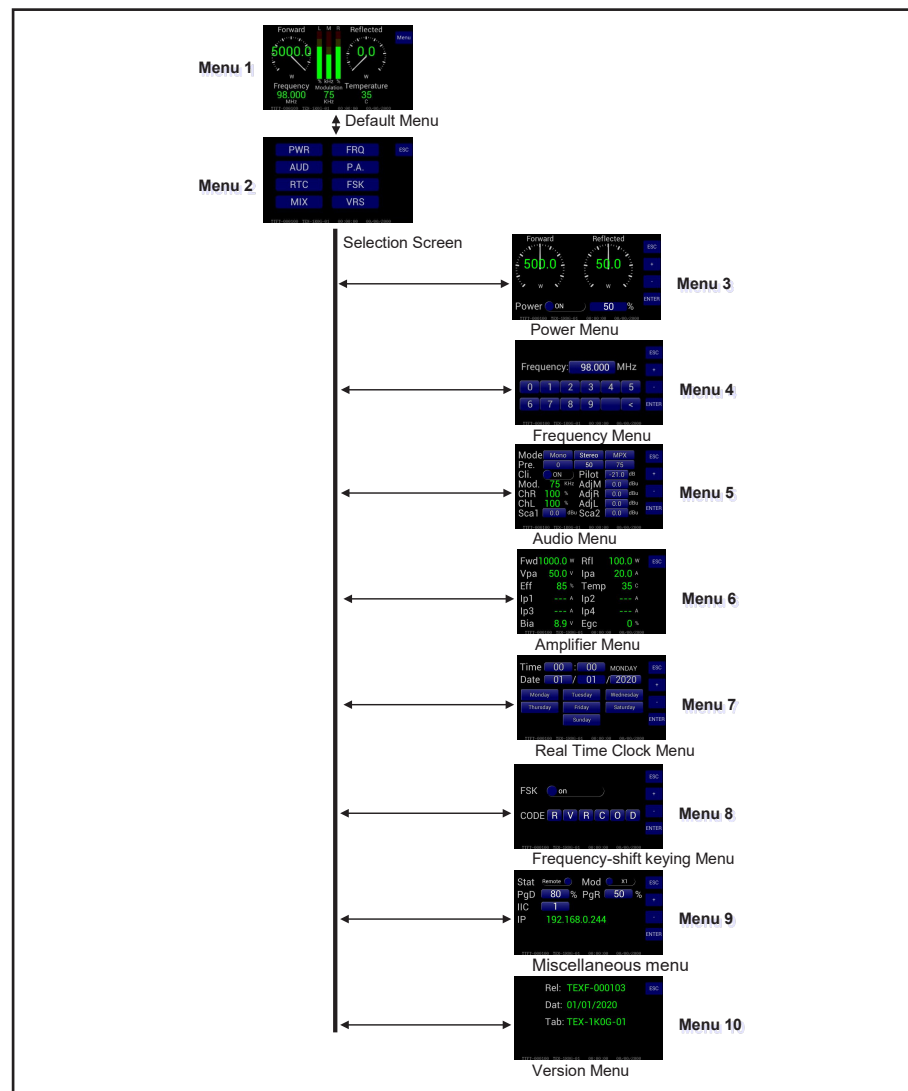 Forward L M R Reflected
Menu
5000.0 0,0
Menu 1
W % KHz % W
Frequency Modulation Temperature
98.000 75 35
MHz KHz C
Default Menu
PWR FRQ ESC
AUD P.A.
Menu 2
RTC FSK
MIX VRS
Selection Screen
Forward Reflected
ESC
500.0 50.0 +
Menu 3
W W -
ENTER
Power ON 50 %
Power Menu
ESC
Frequency: 98.000 MHz +
0 1 2 3 4 5 -
Menu 4
6 7 8 9 < ENTER
Frequency Menu
Mode Mono Stereo MPX ESC
Pre. 0 50 75
Cli. ON Pilot -21.0 dB +
Mod. 75 KHz AdjM 0.0 dBu
Menu 5
ChR 100 % AdjR 0.0 dBu -
ChL 100 % AdjL 0.0 dBu ENTER
Sca1 0.0 dBu Sca2 0.0 dBu
Audio Menu
Fwd 1000.0 W Rfl 100.0 W ESC
Vpa 50.0 V Ipa 20.0 A
Eff 85 % Temp 35 C
Menu 6
Ip1 --- A Ip2 --- A
Ip3 --- A Ip4 --- A
Bia 8.9 V Egc 0 %
Amplifier Menu
Time 00 : 00 MONDAY ESC
Date 01 / 01 / 2020 +
Monday Tuesday Wednesday
Menu 7
Thursday Friday Saturday -
Sunday ENTER
Real Time Clock Menu
ESC
FSK on +
Menu 8
CODE R V R C O D -
ENTER
Frequency-shift keying Menu
Stat Remote Mod X1 ESC
PgD 80 % PgR 50 % +
IIC 1
IP 192.168.0.244 -
Menu 9
ENTER
Miscellaneous menu
Rel: TEXF-000103 ESC
Dat: 01/01/2020
Tab: TEX-1K0G-01
Menu 10
Version Menu